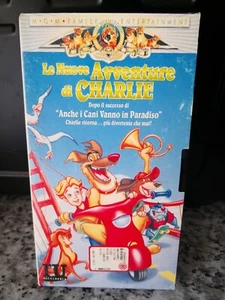 M·G·M FAMILY ENTERTAINMENT
Le Nuove Avventure
di CHARLIE
Dopo il successo di
"Anche i Cani Vanno in Paradiso"
Charlie ritorna... più divertente che mai!